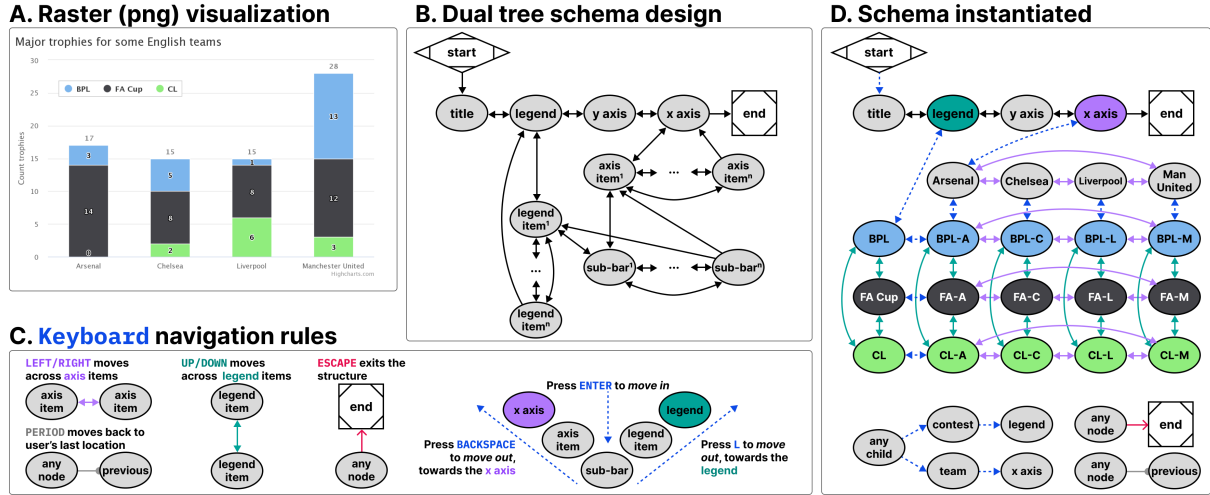 A. Raster (png) visualization
Major trophies for some English teams
Count trophies
30
25
20
15
10
5
0
BPL
FA Cup
CL
17
3
14
0
15
5
8
2
15
1
8
6
28
13
12
3
Arsenal
Chelsea
Liverpool
Manchester United
Highcharts.com
B. Dual tree schema design
start
title
legend
y axis
x axis
end
axis
item¹
...
axis
itemⁿ
legend
item¹
...
legend
itemⁿ
sub-bar¹
...
sub-barⁿ
C. Keyboard navigation rules
LEFT/RIGHT moves
across axis items
axis
item
axis
item
PERIOD moves back to
user's last location
any
node
previous
UP/DOWN moves
across legend items
legend
item
legend
item
ESCAPE exits the
structure
end
any
node
Press ENTER to move in
x axis
legend
axis
item
legend
item
sub-bar
Press BACKSPACE
to move out,
towards the x axis
Press L to move
out, towards the
legend
D. Schema instantiated
start
title
legend
y axis
x axis
end
Arsenal
Chelsea
Liverpool
Man
United
BPL
BPL-A
BPL-C
BPL-L
BPL-M
FA Cup
FA-A
FA-C
FA-L
FA-M
CL
CL-A
CL-C
CL-L
CL-M
any
child
contest
legend
team
x axis
any
node
end
any
node
previous